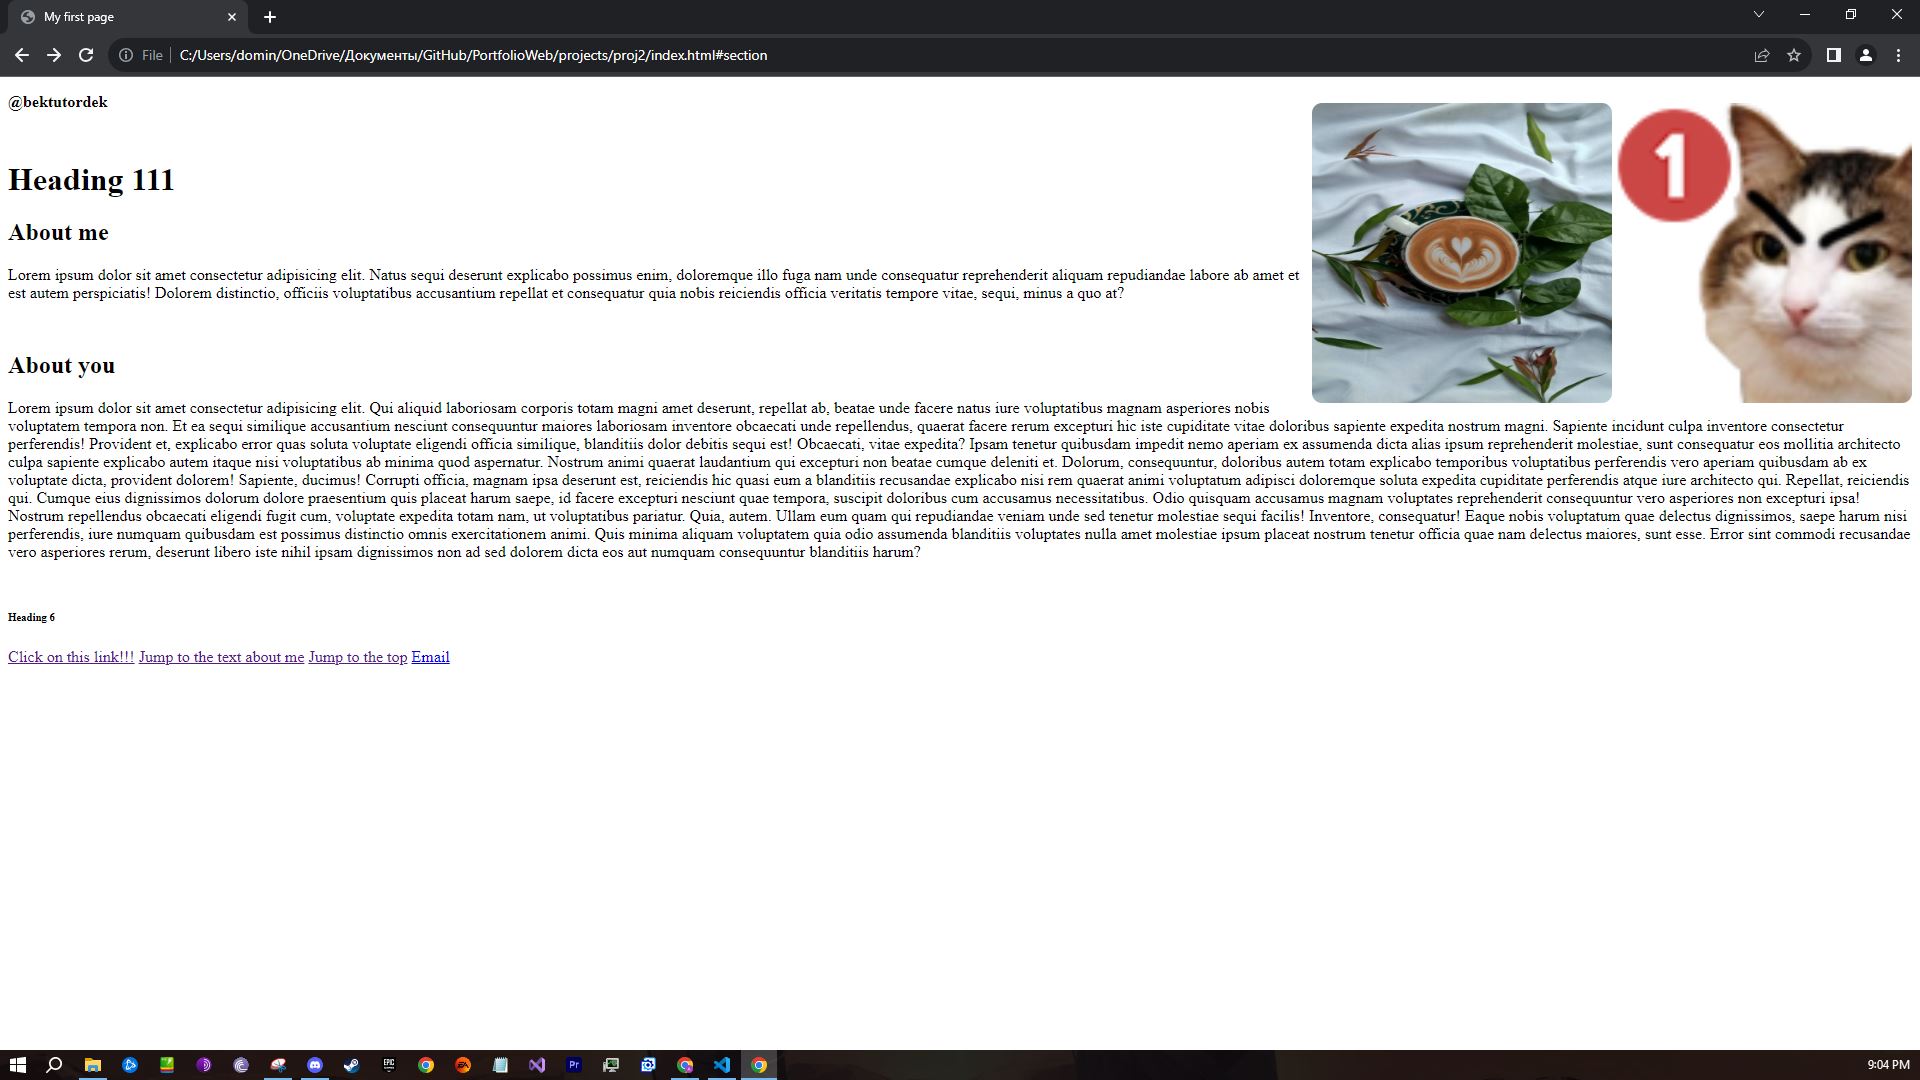 My first page
File
C:/Users/domin/OneDrive/Документы/GitHub/PortfolioWeb/projects/proj2/index.html#section
@bektutordek
1
Heading 111
About me
Lorem ipsum dolor sit amet consectetur adipisicing elit. Natus sequi deserunt explicabo possimus enim, doloremque illo fuga nam unde consequatur reprehenderit aliquam repudiandae labore ab amet et
est autem perspiciatis! Dolorem distinctio, officiis voluptatibus accusantium repellat et consequatur quia nobis reiciendis officia veritatis tempore vitae, sequi, minus a quo at?
About you
Lorem ipsum dolor sit amet consectetur adipisicing elit. Qui aliquid laboriosam corporis totam magni amet deserunt, repellat ab, beatae unde facere natus iure voluptatibus magnam asperiores nobis
voluptatem tempora non. Et ea sequi similique accusantium nesciunt consequuntur maiores laboriosam inventore obcaecati unde repellendus, quaerat facere rerum excepturi hic iste cupiditate vitae doloribus sapiente expedita nostrum magni. Sapiente incidunt culpa inventore consectetur
perferendis! Provident et, explicabo error quas soluta voluptate eligendi officia similique, blanditiis dolor debitis sequi est! Obcaecati, vitae expedita? Ipsam tenetur quibusdam impedit nemo aperiam ex assumenda dicta alias ipsum reprehenderit molestiae, sunt consequatur eos mollitia architecto
culpa sapiente explicabo autem itaque nisi voluptatibus ab minima quod aspernatur. Nostrum animi quaerat laudantium qui excepturi non beatae cumque deleniti et. Dolorum, consequuntur, doloribus autem totam explicabo temporibus voluptatibus perferendis vero aperiam quibusdam ab ex
voluptate dicta, provident dolorem! Sapiente, ducimus! Corrupti officia, magnam ipsa deserunt est, reiciendis hic quasi eum a blanditiis recusandae explicabo nisi rem quaerat animi voluptatum adipisci doloremque soluta expedita cupiditate perferendis atque iure architecto qui. Repellat, reiciendis
qui. Cumque eius dignissimos dolorum dolore praesentium quis placeat harum saepe, id facere excepturi nesciunt quae tempora, suscipit doloribus cum accusamus necessitatibus. Odio quisquam accusamus magnam voluptates reprehenderit consequuntur vero asperiores non excepturi ipsa!
Nostrum repellendus obcaecati eligendi fugit cum, voluptate expedita totam nam, ut voluptatibus pariatur. Quia, autem. Ullam eum quam qui repudiandae veniam unde sed tenetur molestiae sequi facilis! Inventore, consequatur! Eaque nobis voluptatum quae delectus dignissimos, saepe harum nisi
perferendis, iure numquam quibusdam est possimus distinctio omnis exercitationem animi. Quis minima aliquam voluptatem quia odio assumenda blanditiis voluptates nulla amet molestiae ipsum placeat nostrum tenetur officia quae nam delectus maiores, sunt esse. Error sint commodi recusandae
vero asperiores rerum, deserunt libero iste nihil ipsam dignissimos non ad sed dolorem dicta eos aut numquam consequuntur blanditiis harum?
Heading 6
Click on this link!!! Jump to the text about me Jump to the top Email
EPIC
EA
Pr
9:04 PM